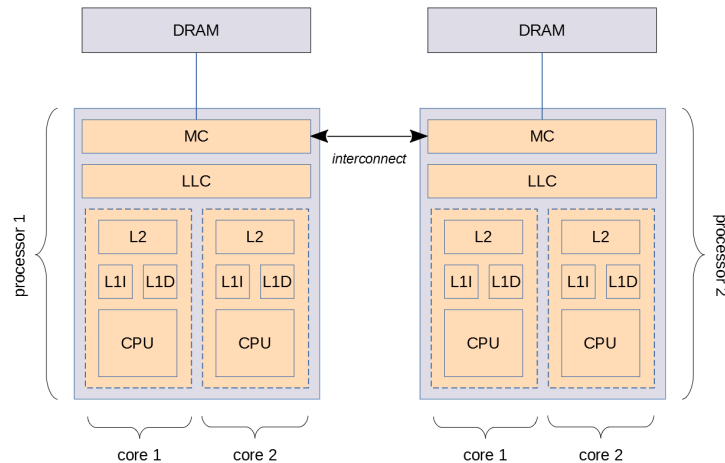 DRAM
DRAM
MC
MC
interconnect
LLC
LLC
processor 1
processor 2
L2
L2
L2
L2
L1I
L1D
L1I
L1D
L1I
L1D
L1I
L1D
CPU
CPU
CPU
CPU
core 1
core 2
core 1
core 2